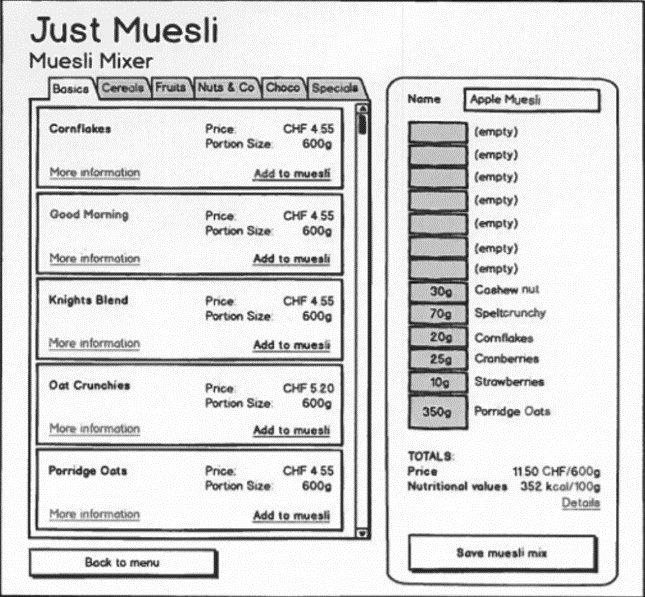 Just Muesli
Muesli Mixer
Basics Cereals Fruits Nuts & Co Choco Specials
Cornflakes Price: CHF 4.55
Portion Size: 600g
More information Add to muesli
Good Morning Price: CHF 4.55
Portion Size: 600g
More information Add to muesli
Knights Blend Price: CHF 4.55
Portion Size: 600g
More information Add to muesli
Oat Crunchies Price: CHF 5.20
Portion Size: 600g
More information Add to muesli
Porridge Oats Price: CHF 4.55
Portion Size: 600g
More information Add to muesli
Back to menu
Name Apple Muesli
(empty)
(empty)
(empty)
(empty)
(empty)
(empty)
(empty)
30g Cashew nut
70g Speltcrunchy
20g Cornflakes
25g Cranberries
10g Strawberries
350g Porridge Oats
TOTALS:
Price 11.50 CHF/600g
Nutritional values 352 kcal/100g
Details
Save muesli mix